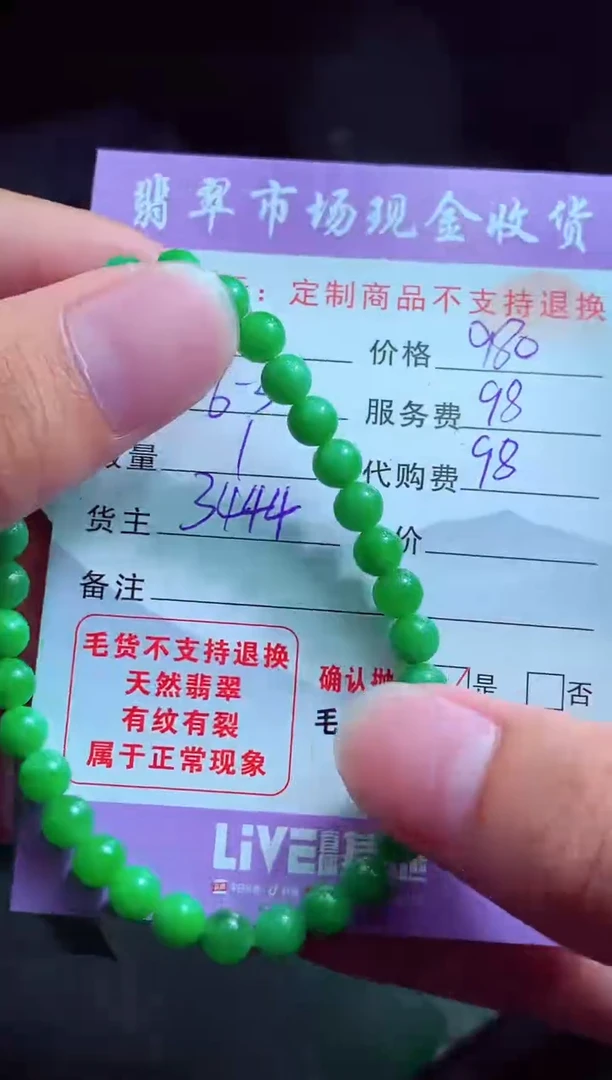 翡翠市场现金收货
：定制商品不支持退换
价格 980
6-5 服务费 98
量 1 代购费 98
货主 3444 价
备注
毛货不支持退换
天然翡翠
有纹有裂
属于正常现象
确认抛 是 否
毛
LiVE